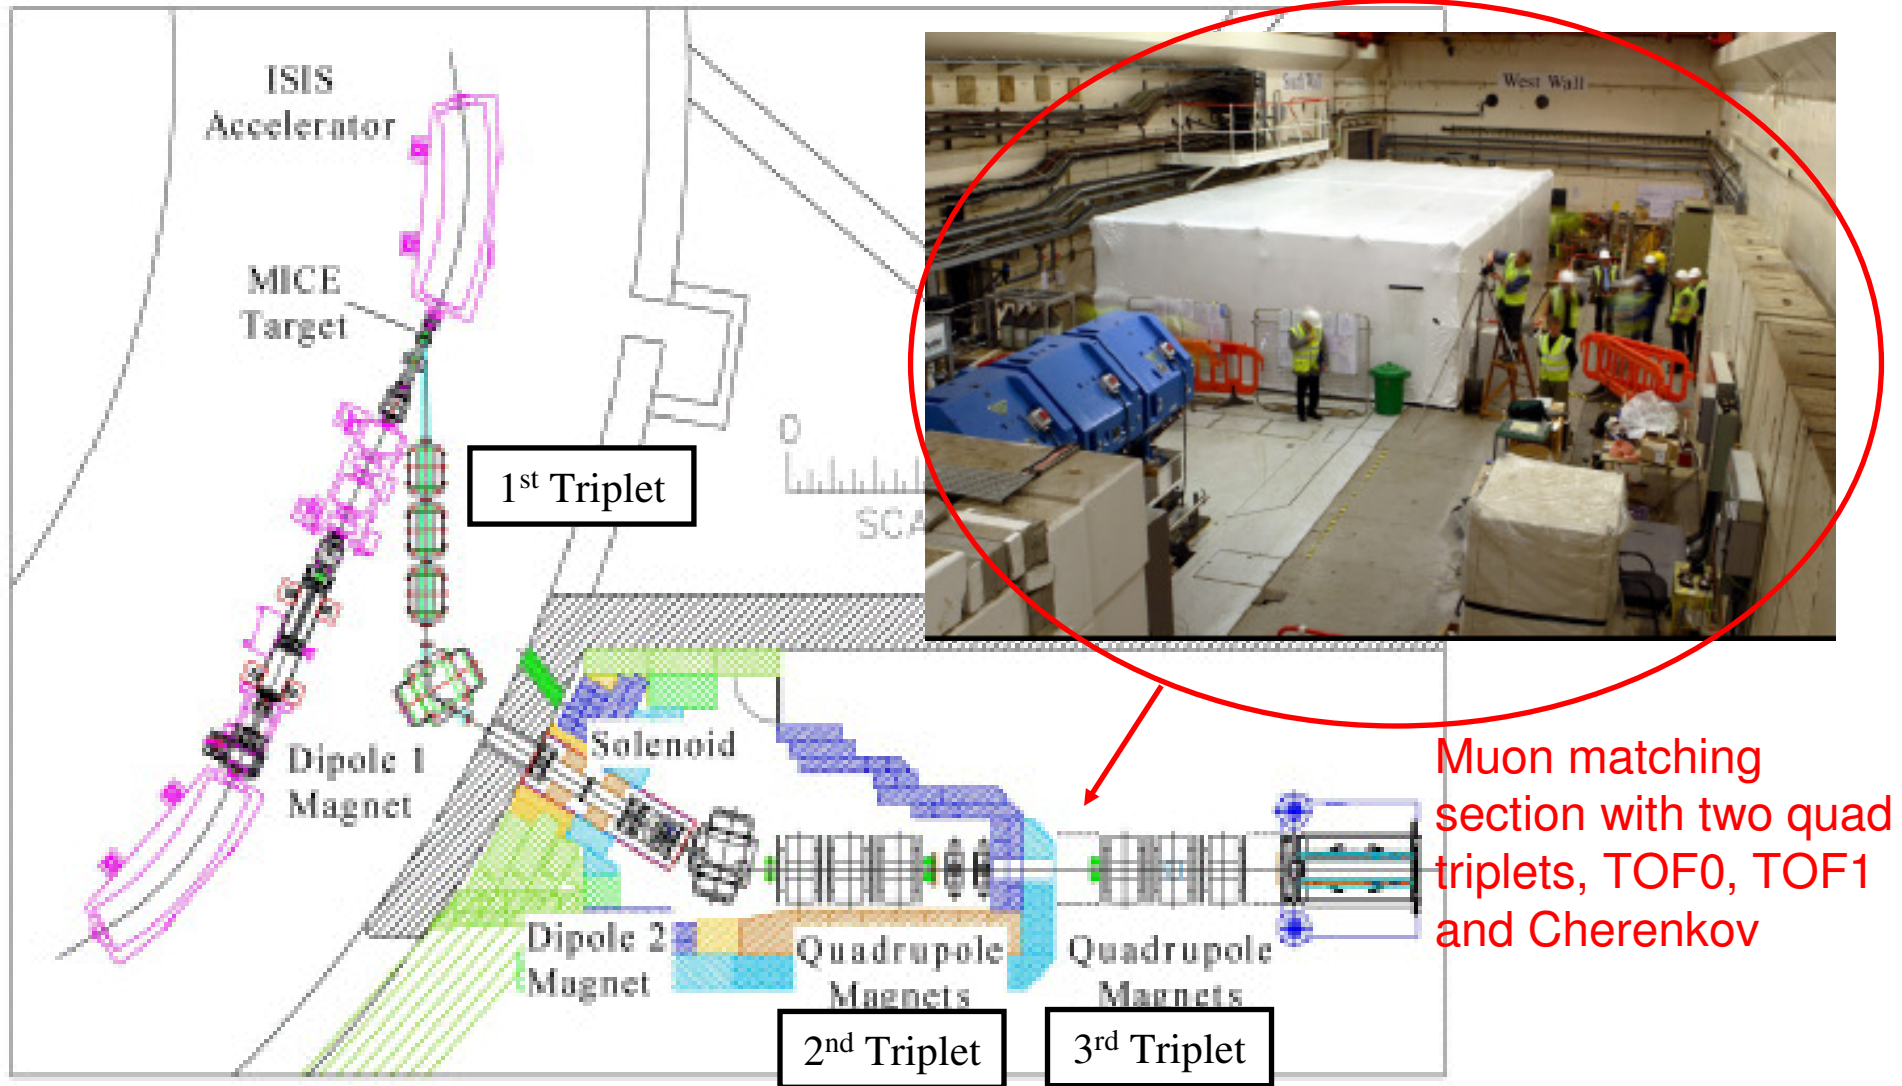 ISIS
Accelerator
MICE
Target
1st Triplet
0
SCA
West Wall
Dipole 1
Magnet
Solenoid
Dipole 2
Magnet
Quadrupole
Magnets
Quadrupole
Magnets
2nd Triplet
3rd Triplet
Muon matching
section with two quad
triplets, TOF0, TOF1
and Cherenkov